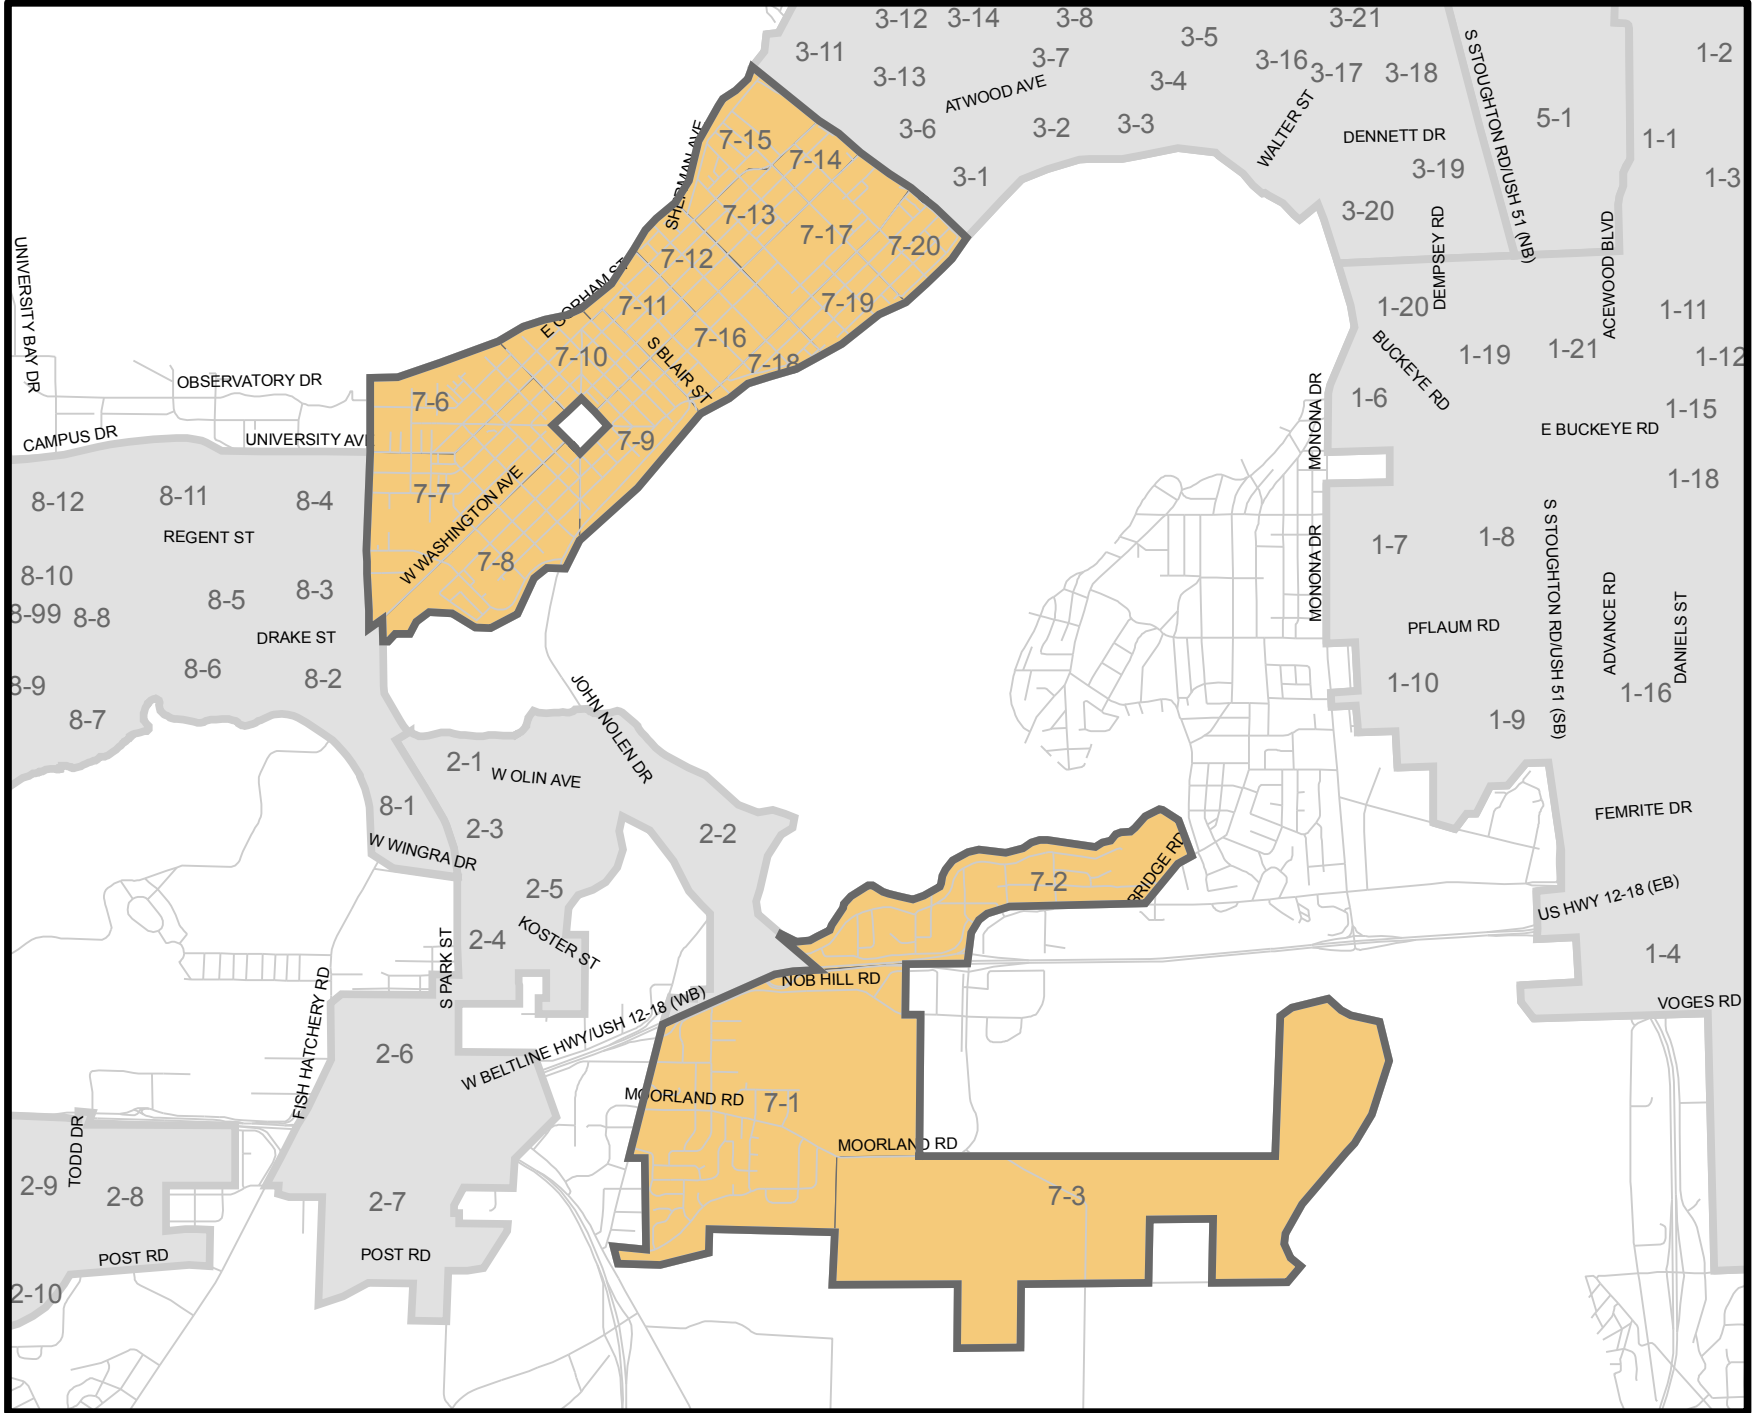 3-12
3-14
3-8
3-21
3-11
3-5
1-2
3-7
3-16
3-17
3-18
3-13
3-4
S STOUGHTON RD/USH 51 (NB)
ATWOOD AVE
5-1
WALTER ST
3-6
3-2
3-3
DENNETT DR
1-1
7-15
SHERMAN AVE
7-14
3-1
3-19
1-3
7-13
3-20
7-17
7-20
DEMPSEY RD
ACEWOOD BLVD
7-12
UNIVERSITY BAY DR
E GORHAM ST
7-11
7-19
1-20
1-11
7-16
7-10
S BLAIR ST
7-18
BUCKEYE RD
1-19
1-21
1-12
OBSERVATORY DR
7-6
1-6
1-15
MONONA DR
CAMPUS DR
UNIVERSITY AVE
7-9
E BUCKEYE RD
8-12
8-11
8-4
7-7
1-18
W WASHINGTON AVE
REGENT ST
1-7
1-8
7-8
MONONA DR
S STOUGHTON RD/USH 51 (SB)
8-10
8-3
8-5
8-99
8-8
ADVANCE RD
DANIELS ST
DRAKE ST
PFLAUM RD
8-6
8-2
8-9
1-10
1-16
8-7
1-9
JOHN NOLEN DR
2-1
W OLIN AVE
8-1
2-3
2-2
FEMRITE DR
W WINGRA DR
2-5
7-2
BRIDGE RD
US HWY 12-18 (EB)
2-4
KOSTER ST
1-4
S PARK ST
NOB HILL RD
VOGES RD
FISH HATCHERY RD
W BELTLINE HWY/USH 12-18 (WB)
2-6
MOORLAND RD
7-1
MOORLAND RD
TODD DR
2-9
2-8
2-7
7-3
POST RD
POST RD
2-10